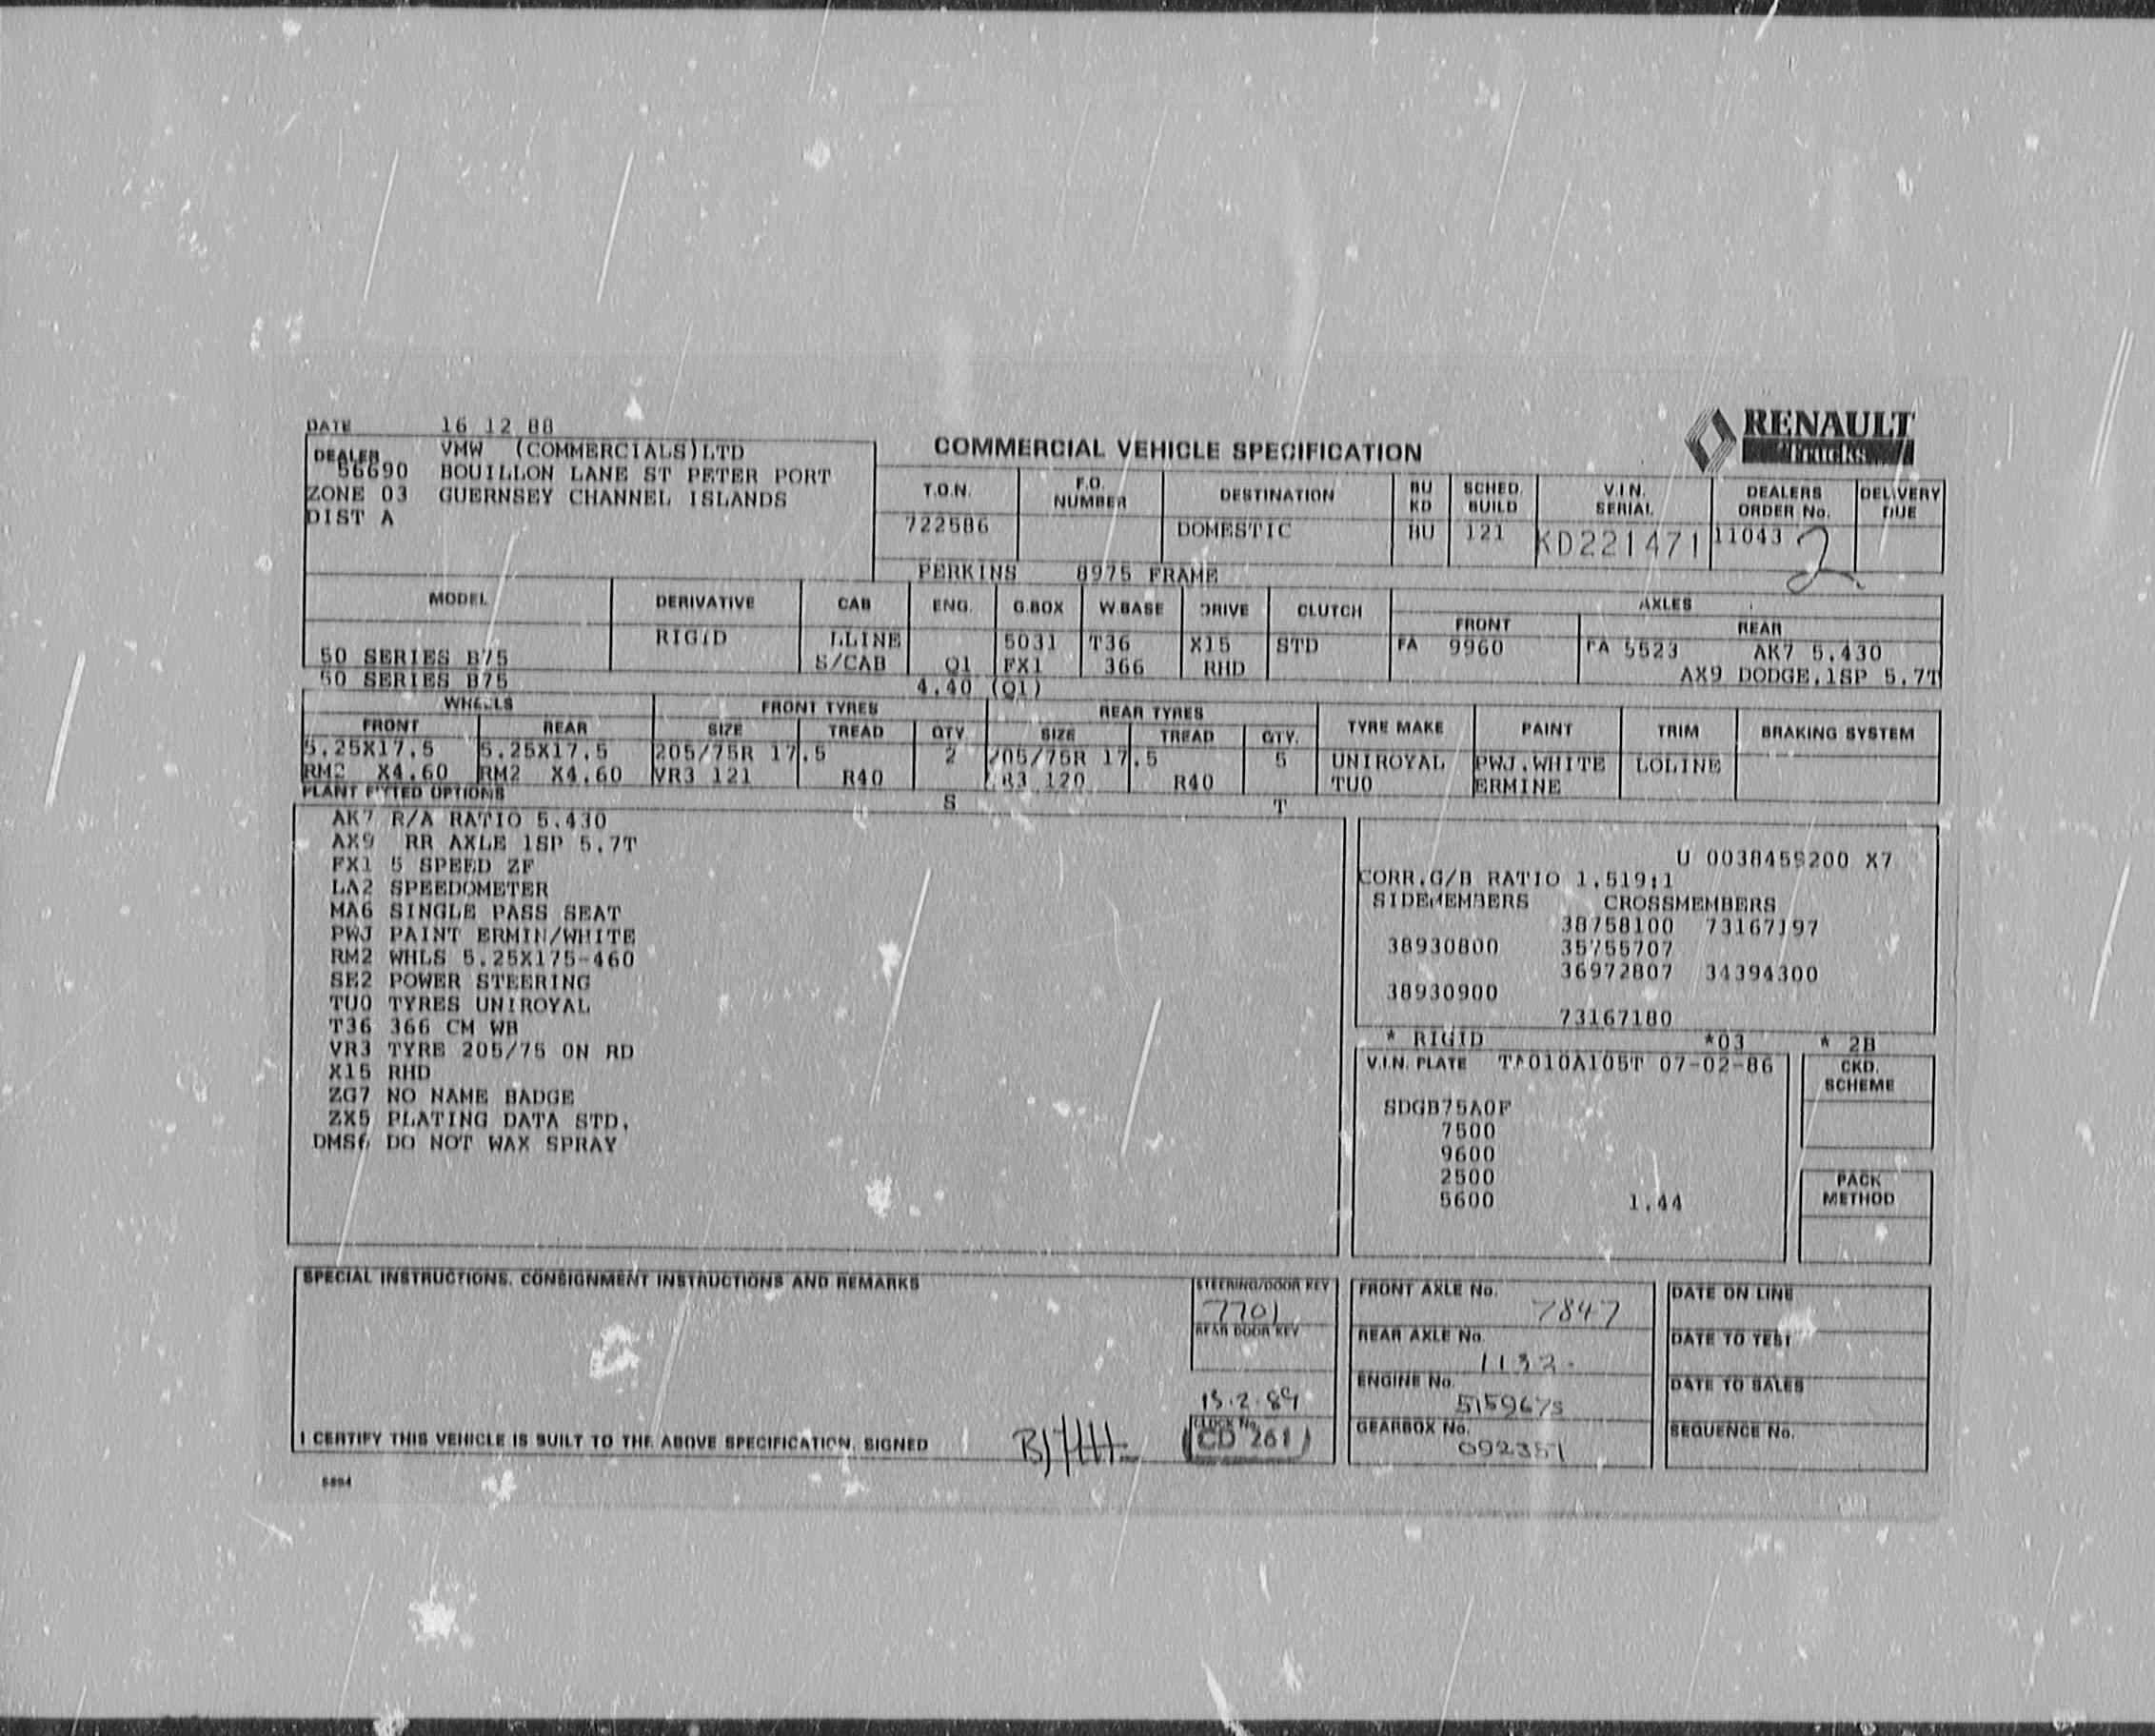 DATE 16 12 88
DEALER VMW (COMMERCIALS)LTD
56690 BOUILLON LANE ST PETER PORT
ZONE 03 GUERNSEY CHANNEL ISLANDS
DIST A
COMMERCIAL VEHICLE SPECIFICATION
RENAULT
TRUCKS
T.O.N. F.O. NUMBER DESTINATION BU KD SCHED. BUILD V.I.N. SERIAL DEALERS ORDER No. DELIVERY DUE
722586 DOMESTIC BU 121 KD221471 11043 2
PERKINS 8975 FRAME
MODEL DERIVATIVE CAB ENG. G.BOX W.BASE DRIVE CLUTCH AXLES
FRONT REAR
RIGID LLINE 5031 T36 X15 STD FA 9960 RA 5523 AK7 5.430
50 SERIES B75 S/CAB Q1 FX1 366 RHD AX9 DODGE.1SP 5.7T
50 SERIES B75 4.40 (Q1)
WHEELS FRONT TYRES REAR TYRES TYRE MAKE PAINT TRIM BRAKING SYSTEM
FRONT REAR SIZE TREAD QTY. SIZE TREAD QTY.
5.25X17.5 5.25X17.5 205/75R 17.5 2 205/75R 17.5 5 UNIROYAL PWJ.WHITE LOLINE
RM2 X4.60 RM2 X4.60 VR3 121 R40 VR3 120 R40 TU0 ERMINE
PLANT FITTED OPTIONS S T
AK7 R/A RATIO 5.430
AX9 RR AXLE 1SP 5.7T
FX1 5 SPEED ZF
LA2 SPEEDOMETER
MA6 SINGLE PASS SEAT
PWJ PAINT ERMIN/WHITE
RM2 WHLS 5.25X175-460
SE2 POWER STEERING
TU0 TYRES UNIROYAL
T36 366 CM WB
VR3 TYRE 205/75 ON RD
X15 RHD
ZG7 NO NAME BADGE
ZX5 PLATING DATA STD.
DMS6 DO NOT WAX SPRAY
U 0038459200 X7
CORR.G/B RATIO 1.519:1
SIDEMEMBERS CROSSMEMBERS
38758100 73167197
38930800 35755707
36972807 34394300
38930900
73167180
* RIGID *03 * 2B
V.I.N. PLATE TA010A105T 07-02-86
SDGB75A0F
7500
9600
2500
5600 1.44
CKD. SCHEME
PACK METHOD
SPECIAL INSTRUCTIONS. CONSIGNMENT INSTRUCTIONS AND REMARKS
STEERING/DOOR KEY
7701
REAR DOOR KEY
13.2.89
CLOCK No.
CD 261
I CERTIFY THIS VEHICLE IS BUILT TO THE ABOVE SPECIFICATION. SIGNED
FRONT AXLE No. 7847
REAR AXLE No. 1132
ENGINE No. 515967s
GEARBOX No. 092351
DATE ON LINE
DATE TO TEST
DATE TO SALES
SEQUENCE No.
5894